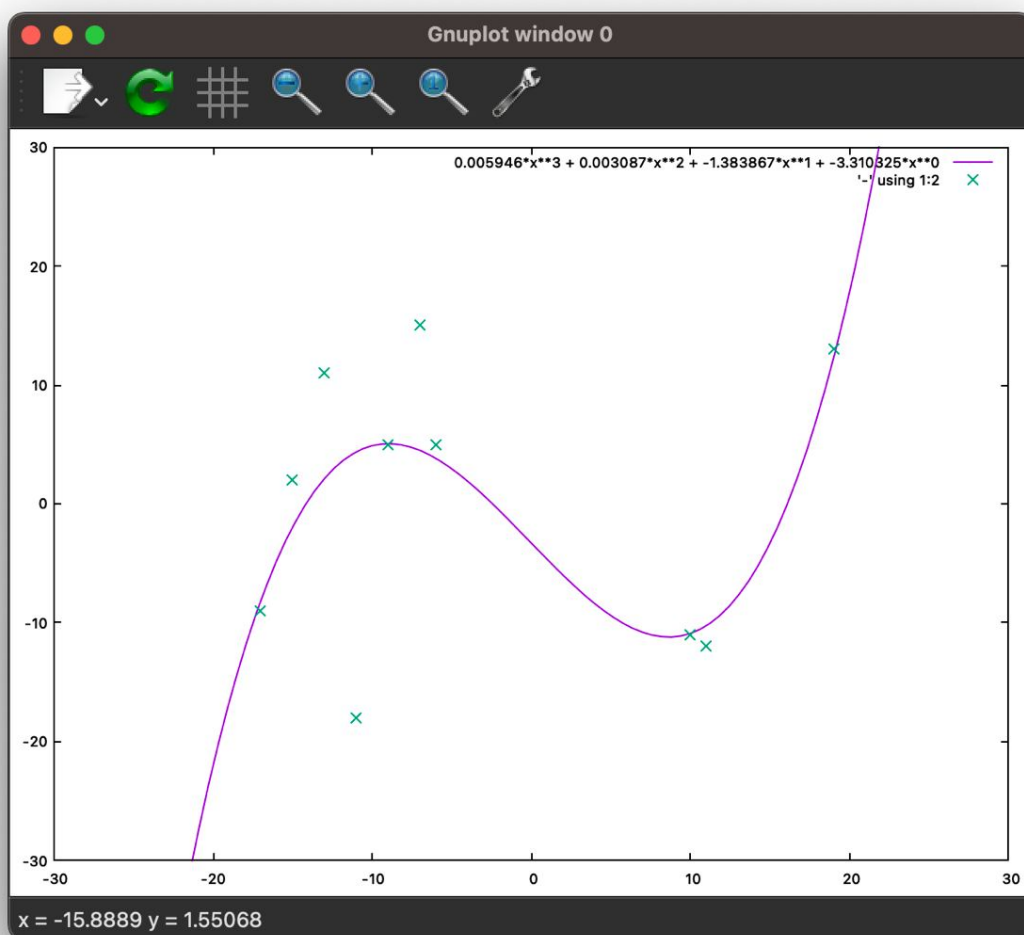 Gnuplot window 0
30
0.005946*x**3 + 0.003087*x**2 + -1.383867*x**1 + -3.310325*x**0
'-' using 1:2
20
10
0
-10
-20
-30
-30 -20 -10 0 10 20 30
x = -15.8889 y = 1.55068